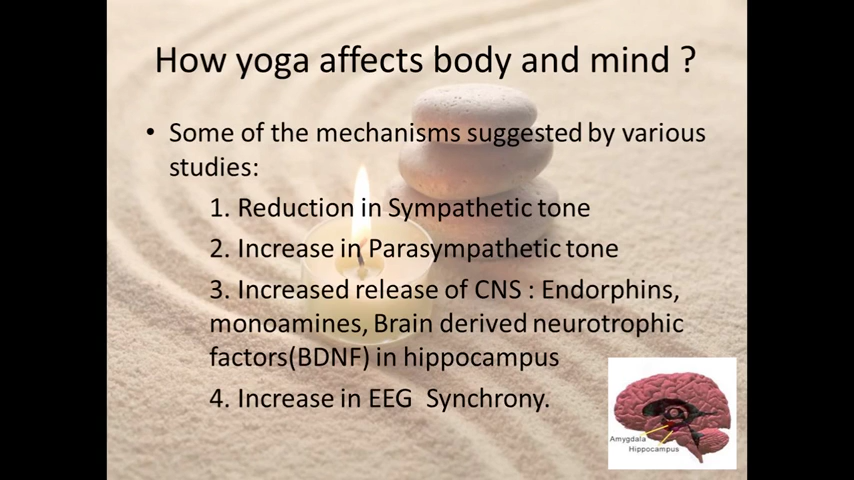 How yoga affects body and mind ?
• Some of the mechanisms suggested by various
studies:
1. Reduction in Sympathetic tone
2. Increase in Parasympathetic tone
3. Increased release of CNS : Endorphins,
monoamines, Brain derived neurotrophic
factors(BDNF) in hippocampus
4. Increase in EEG  Synchrony.
Amygdala
Hippocampus